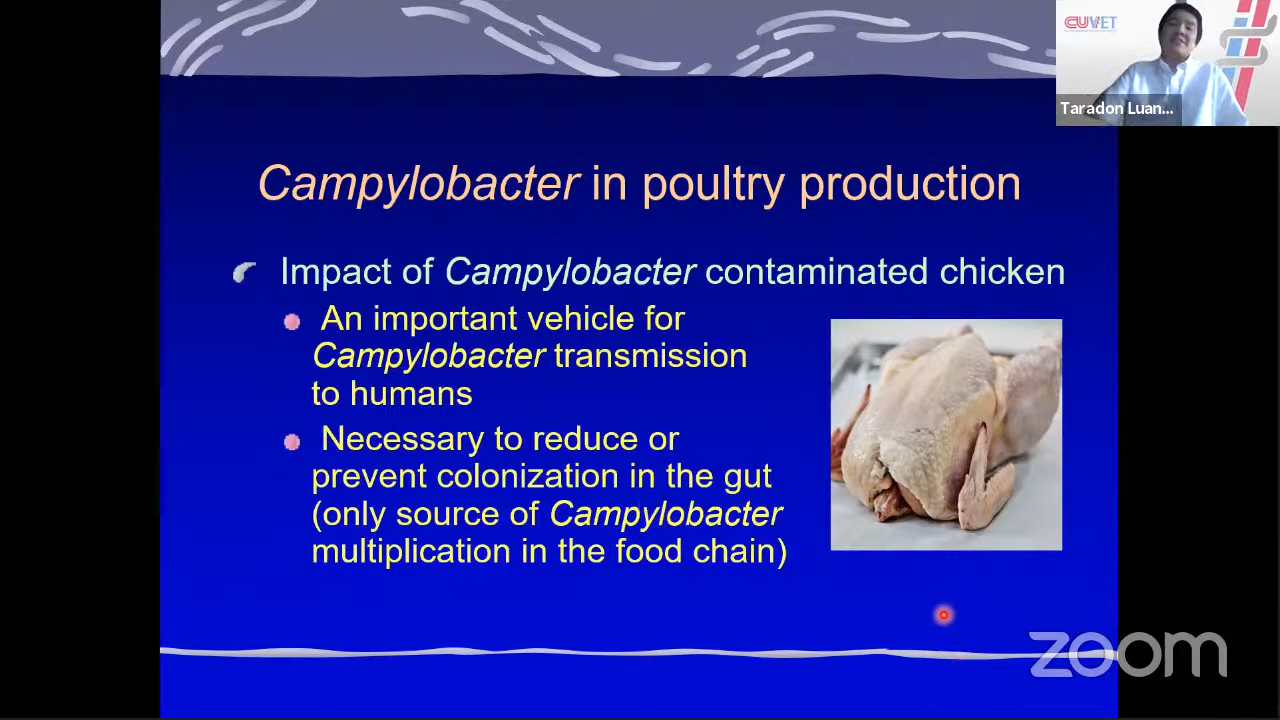 CUVET
Taradon Luan...
Campylobacter in poultry production
Impact of Campylobacter contaminated chicken
An important vehicle for
Campylobacter transmission
to humans
Necessary to reduce or
prevent colonization in the gut
(only source of Campylobacter
multiplication in the food chain)
zoom